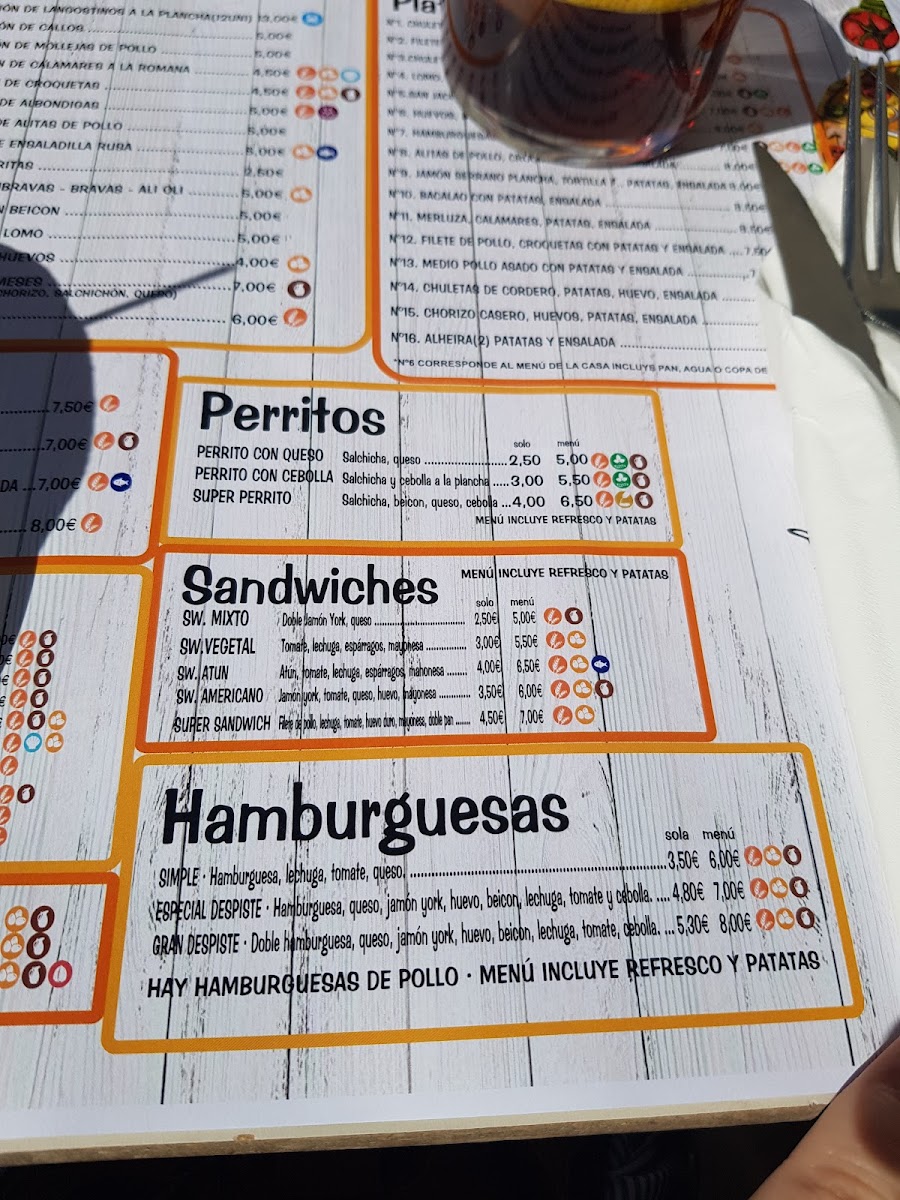 IÓN DE LANGOSTINOS A LA PLANCHA(12UNI) 13,00€
ÓN DE CALLOS 5,00€
N DE MOLLEJAS DE POLLO 5,00€
N DE CALAMARES A LA ROMANA 4,50€
DE CROQUETAS 4,50€
DE ALBONDIGAS 5,00€
DE ALITAS DE POLLO 5,00€
E ENSALADILLA RUSA 5,00€
RITAS 2,50€
BRAVAS - BRAVAS - ALI OLI 5,00€
N BEICON 5,00€
LOMO 5,00€
HUEVOS 4,00€
MESES 7,00€
CHORIZO, SALCHICHÓN, QUESO)
6,00€
7,50€
7,00€
DA ...7,00€
8,00€
Pla
Nº7. HAMBURGUESA
Nº8. ALITAS DE POLLO,
Nº9. JAMÓN SERRANO PLANCHA, TORTILLA F., PATATAS, ENSALADA
Nº10. BACALAO CON PATATAS, ENSALADA
Nº11. MERLUZA, CALAMARES, PATATAS, ENSALADA
Nº12. FILETE DE POLLO, CROQUETAS CON PATATAS Y ENSALADA
Nº13. MEDIO POLLO ASADO CON PATATAS Y ENSALADA
Nº14. CHULETAS DE CORDERO, PATATAS, HUEVO, ENSALADA
Nº15. CHORIZO CASERO, HUEVOS, PATATAS, ENSALADA
Nº16. ALHEIRA(2) PATATAS Y ENSALADA
*Nº6 CORRESPONDE AL MENÚ DE LA CASA INCLUYE PAN, AGUA O COPA DE
Perritos
solo menú
PERRITO CON QUESO Salchicha, queso 2,50 5,00
PERRITO CON CEBOLLA Salchicha y cebolla a la plancha 3,00 5,50
SUPER PERRITO Salchicha, beicon, queso, cebolla ...4,00 6,50
MENÚ INCLUYE REFRESCO Y PATATAS
Sandwiches MENÚ INCLUYE REFRESCO Y PATATAS
solo menú
SW. MIXTO Doble Jamón York, queso 2,50€ 5,00€
SW.VEGETAL Tomate, lechuga, espárragos, mayonesa 3,00€ 5,50€
SW. ATUN Atún, tomate, lechuga, espárragos, mahonesa 4,00€ 6,50€
SW. AMERICANO Jamón york, tomate, queso, huevo, mayonesa 3,50€ 6,00€
SUPER SANDWICH Filete de pollo, lechuga, tomate, huevo duro, mayonesa, doble pan 4,50€ 7,00€
Hamburguesas
sola menú
SIMPLE · Hamburguesa, lechuga, tomate, queso. 3,50€ 6,00€
ESPECIAL DESPISTE · Hamburguesa, queso, jamón york, huevo, beicon, lechuga, tomate y cebolla. .... 4,80€ 7,00€
GRAN DESPISTE · Doble hamburguesa, queso, jamón york, huevo, beicon, lechuga, tomate, cebolla. ... 5,30€ 8,00€
HAY HAMBURGUESAS DE POLLO · MENÚ INCLUYE REFRESCO Y PATATAS